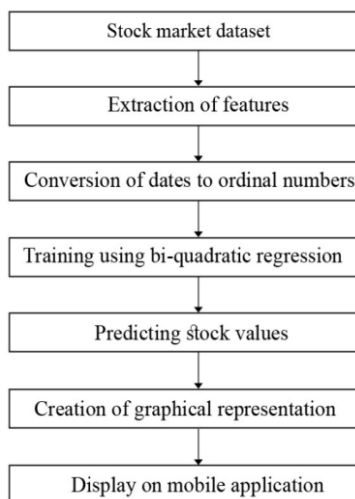 Stock market dataset
Extraction of features
Conversion of dates to ordinal numbers
Training using bi-quadratic regression
Predicting stock values
Creation of graphical representation
Display on mobile application